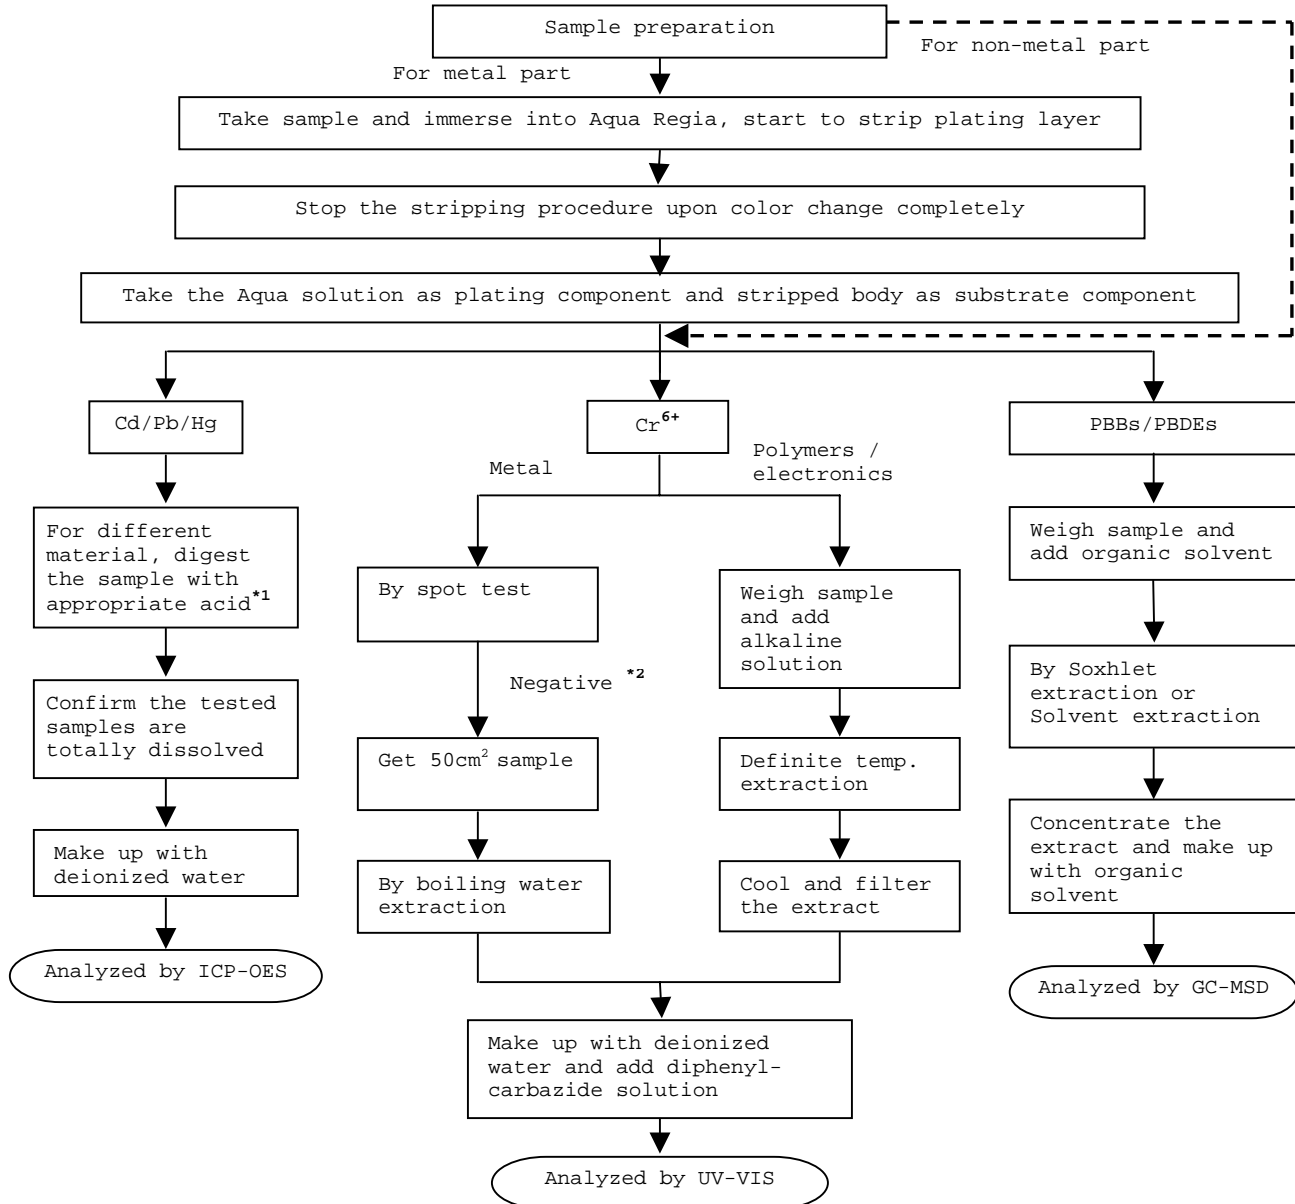 Sample preparation
For non-metal part
For metal part
Take sample and immerse into Aqua Regia, start to strip plating layer
Stop the stripping procedure upon color change completely
Take the Aqua solution as plating component and stripped body as substrate component
Cd/Pb/Hg
Cr6+
PBBs/PBDEs
Metal
Polymers /
electronics
For different
material, digest
the sample with
appropriate acid*1
Confirm the tested
samples are
totally dissolved
Make up with
deionized water
Analyzed by ICP-OES
By spot test
Negative *2
Get 50cm2 sample
By boiling water
extraction
Weigh sample
and add
alkaline
solution
Definite temp.
extraction
Cool and filter
the extract
Make up with deionized
water and add diphenyl-
carbazide solution
Analyzed by UV-VIS
Weigh sample and
add organic solvent
By Soxhlet
extraction or
Solvent extraction
Concentrate the
extract and make up
with organic
solvent
Analyzed by GC-MSD